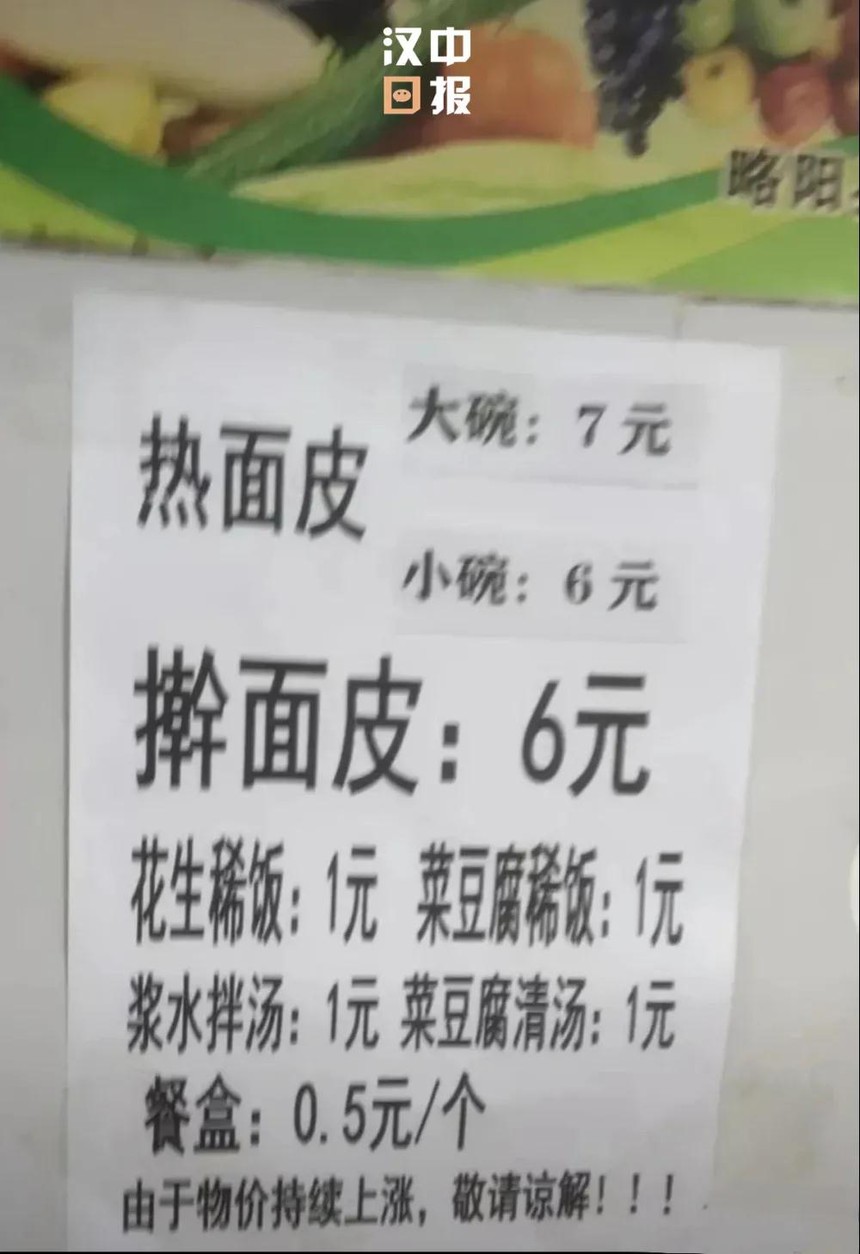 汉中
日报
略阳
大碗：7元
热面皮
小碗：6元
擀面皮：6元
花生稀饭：1元 菜豆腐稀饭：1元
浆水拌汤：1元 菜豆腐清汤：1元
餐盒：0.5元/个
由于物价持续上涨，敬请谅解！！！